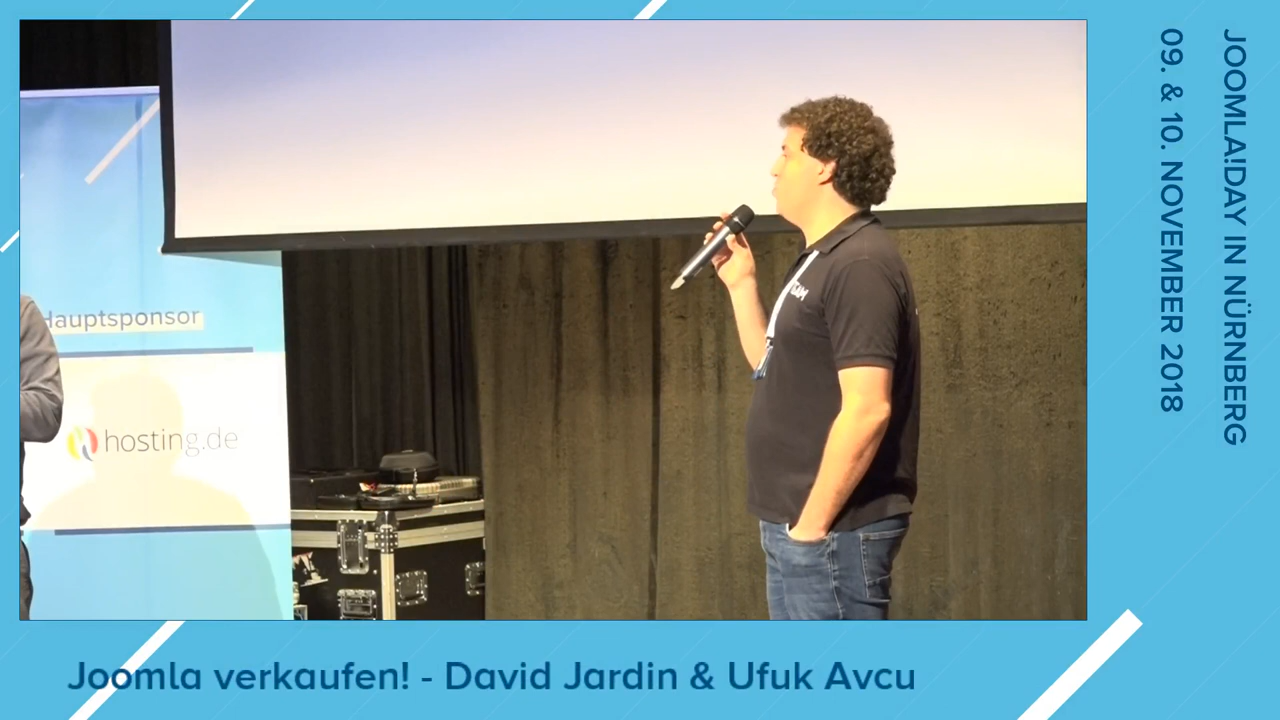 Hauptsponsor
hosting.de
JOOMLA!DAY IN NÜRNBERG
09. & 10. NOVEMBER 2018
Joomla verkaufen! - David Jardin & Ufuk Avcu